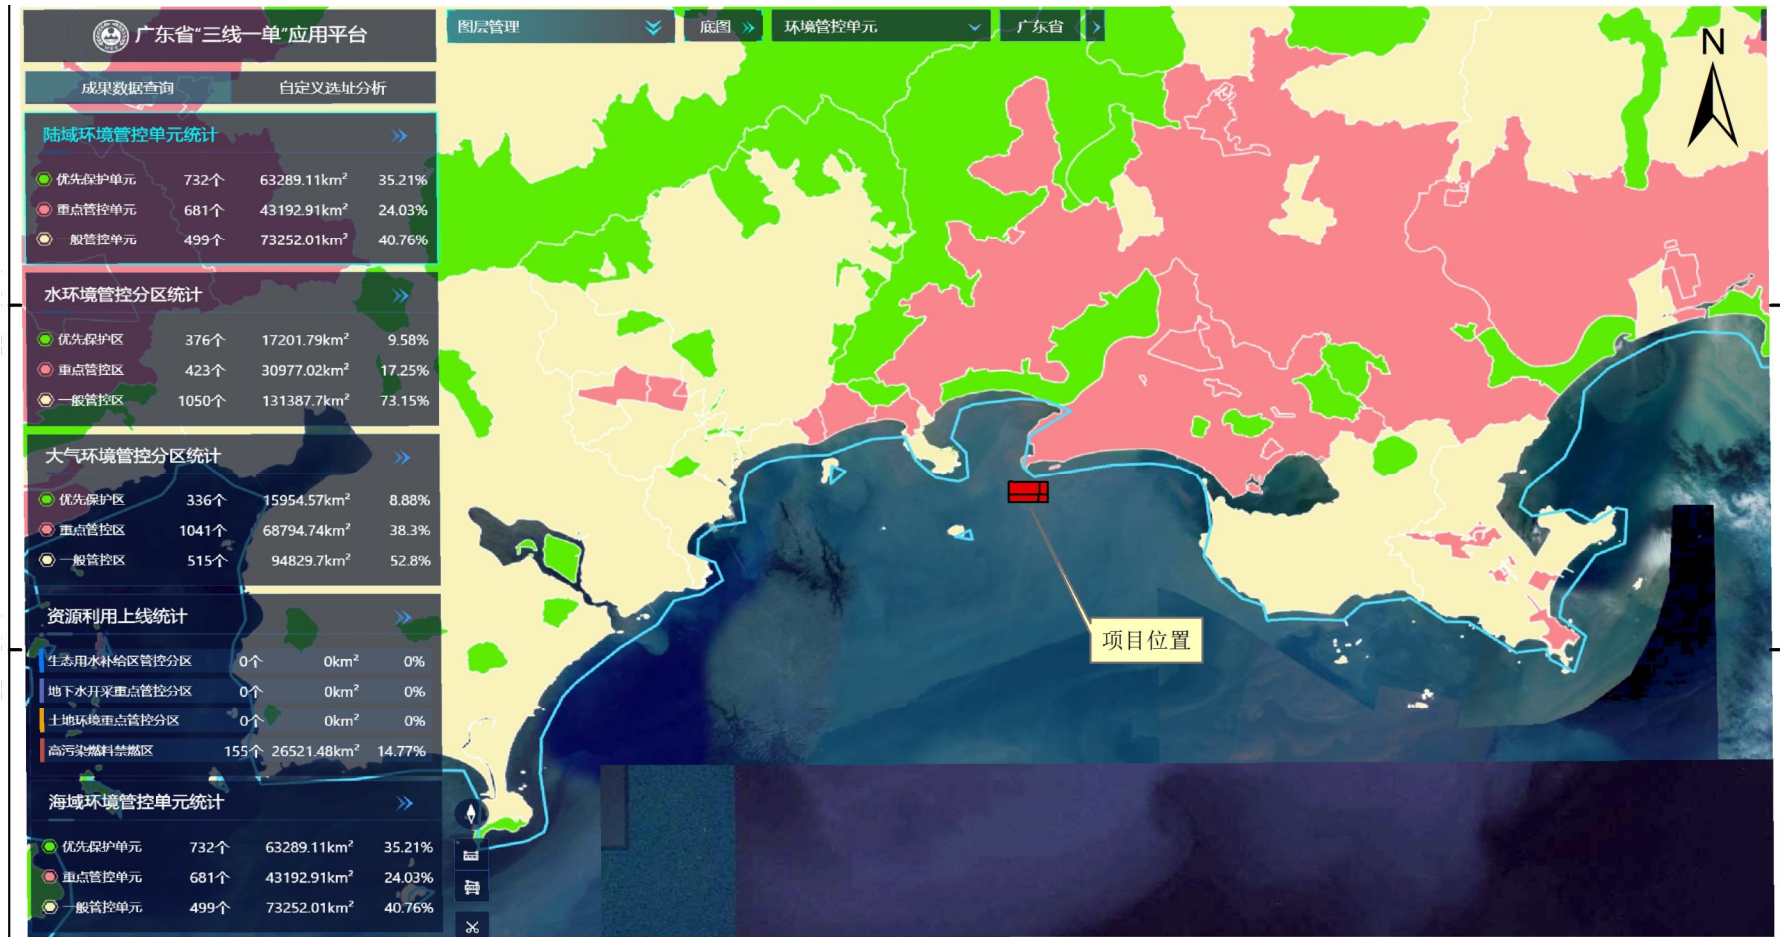 广东省"三线一单"应用平台
成果数据查询 自定义选址分析
图层管理 底图 环境管控单元 广东省
N
陆域环境管控单元统计
优先保护单元 732个 63289.11km² 35.21%
重点管控单元 681个 43192.91km² 24.03%
一般管控单元 499个 73252.01km² 40.76%
水环境管控分区统计
优先保护区 376个 17201.79km² 9.58%
重点管控区 423个 30977.02km² 17.25%
一般管控区 1050个 131387.7km² 73.15%
大气环境管控分区统计
优先保护区 336个 15954.57km² 8.88%
重点管控区 1041个 68794.74km² 38.3%
一般管控区 515个 94829.7km² 52.8%
资源利用上线统计
生态用水补给区管控分区 0个 0km² 0%
地下水开采重点管控分区 0个 0km² 0%
土地环境重点管控分区 0个 0km² 0%
高污染燃料禁燃区 155个 26521.48km² 14.77%
海域环境管控单元统计
优先保护单元 732个 63289.11km² 35.21%
重点管控单元 681个 43192.91km² 24.03%
一般管控单元 499个 73252.01km² 40.76%
项目位置